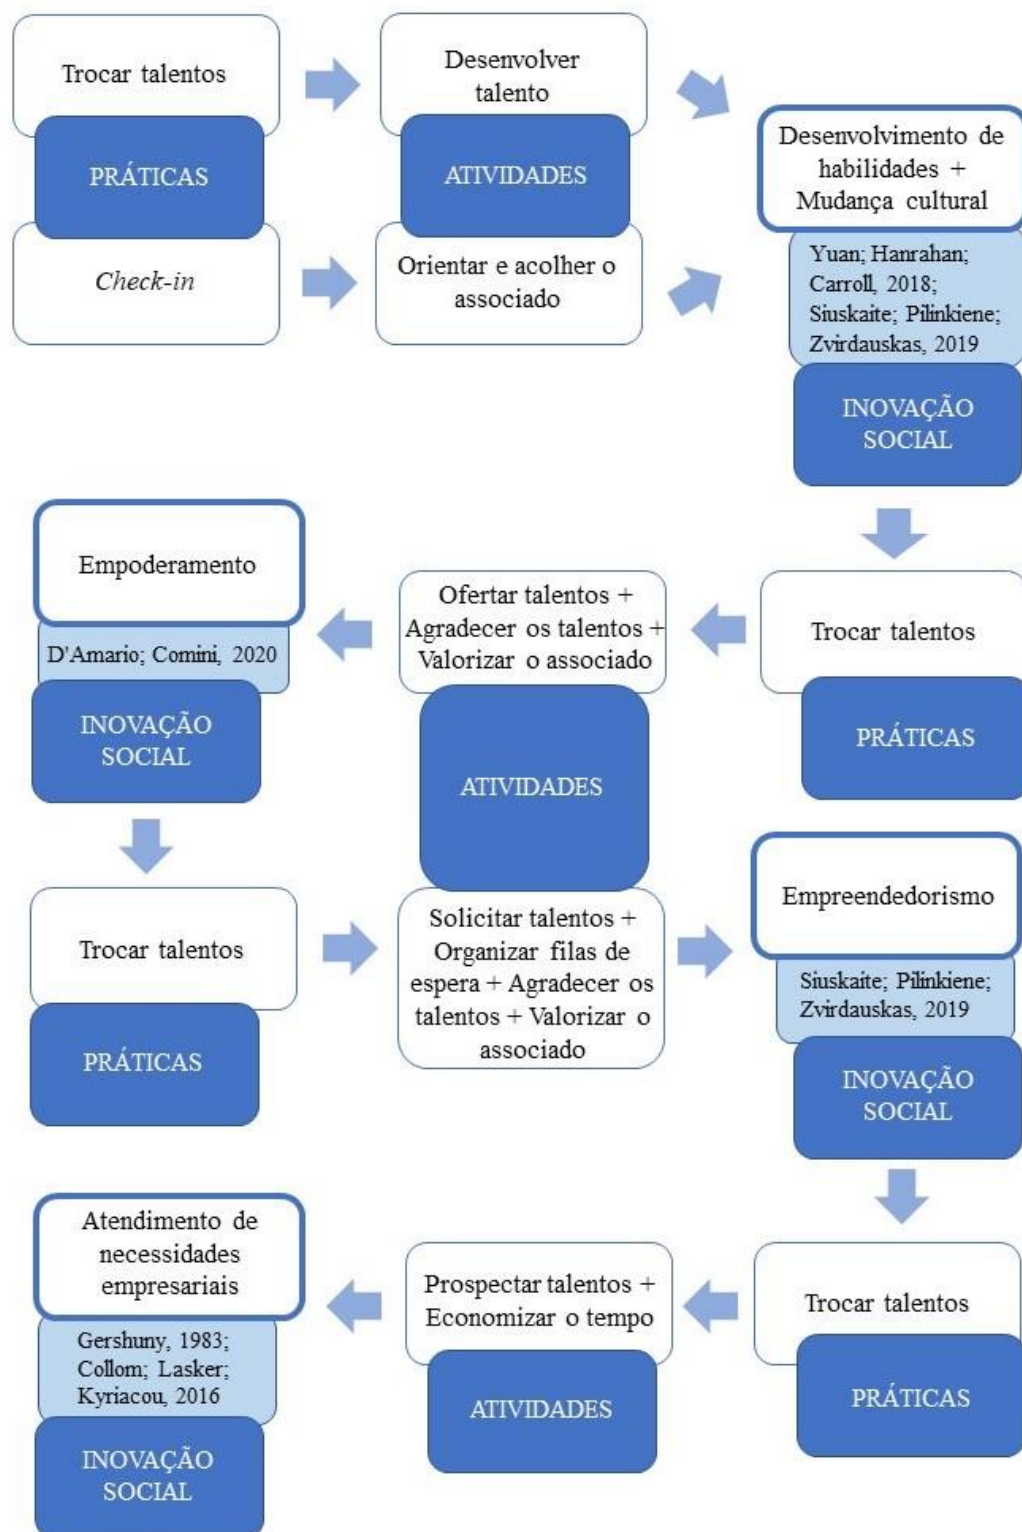 Trocar talentos
Desenvolver
talento
PRÁTICAS
ATIVIDADES
Check-in
Orientar e acolher o
associado
Desenvolvimento de
habilidades +
Mudança cultural
Yuan; Hanrahan;
Carroll, 2018;
Siuskaite; Pilinkiene;
Zvirdauskas, 2019
INOVAÇÃO
SOCIAL
Trocar talentos
PRÁTICAS
Ofertar talentos +
Agradecer os talentos +
Valorizar o associado
ATIVIDADES
Empoderamento
D'Amario; Comini, 2020
INOVAÇÃO
SOCIAL
Trocar talentos
PRÁTICAS
Solicitar talentos +
Organizar filas de
espera + Agradecer os
talentos + Valorizar o
associado
Empreendedorismo
Siuskaite; Pilinkiene;
Zvirdauskas, 2019
INOVAÇÃO
SOCIAL
Trocar talentos
PRÁTICAS
Prospectar talentos +
Economizar o tempo
ATIVIDADES
Atendimento de
necessidades
empresariais
Gershuny, 1983;
Collom; Lasker;
Kyriacou, 2016
INOVAÇÃO
SOCIAL